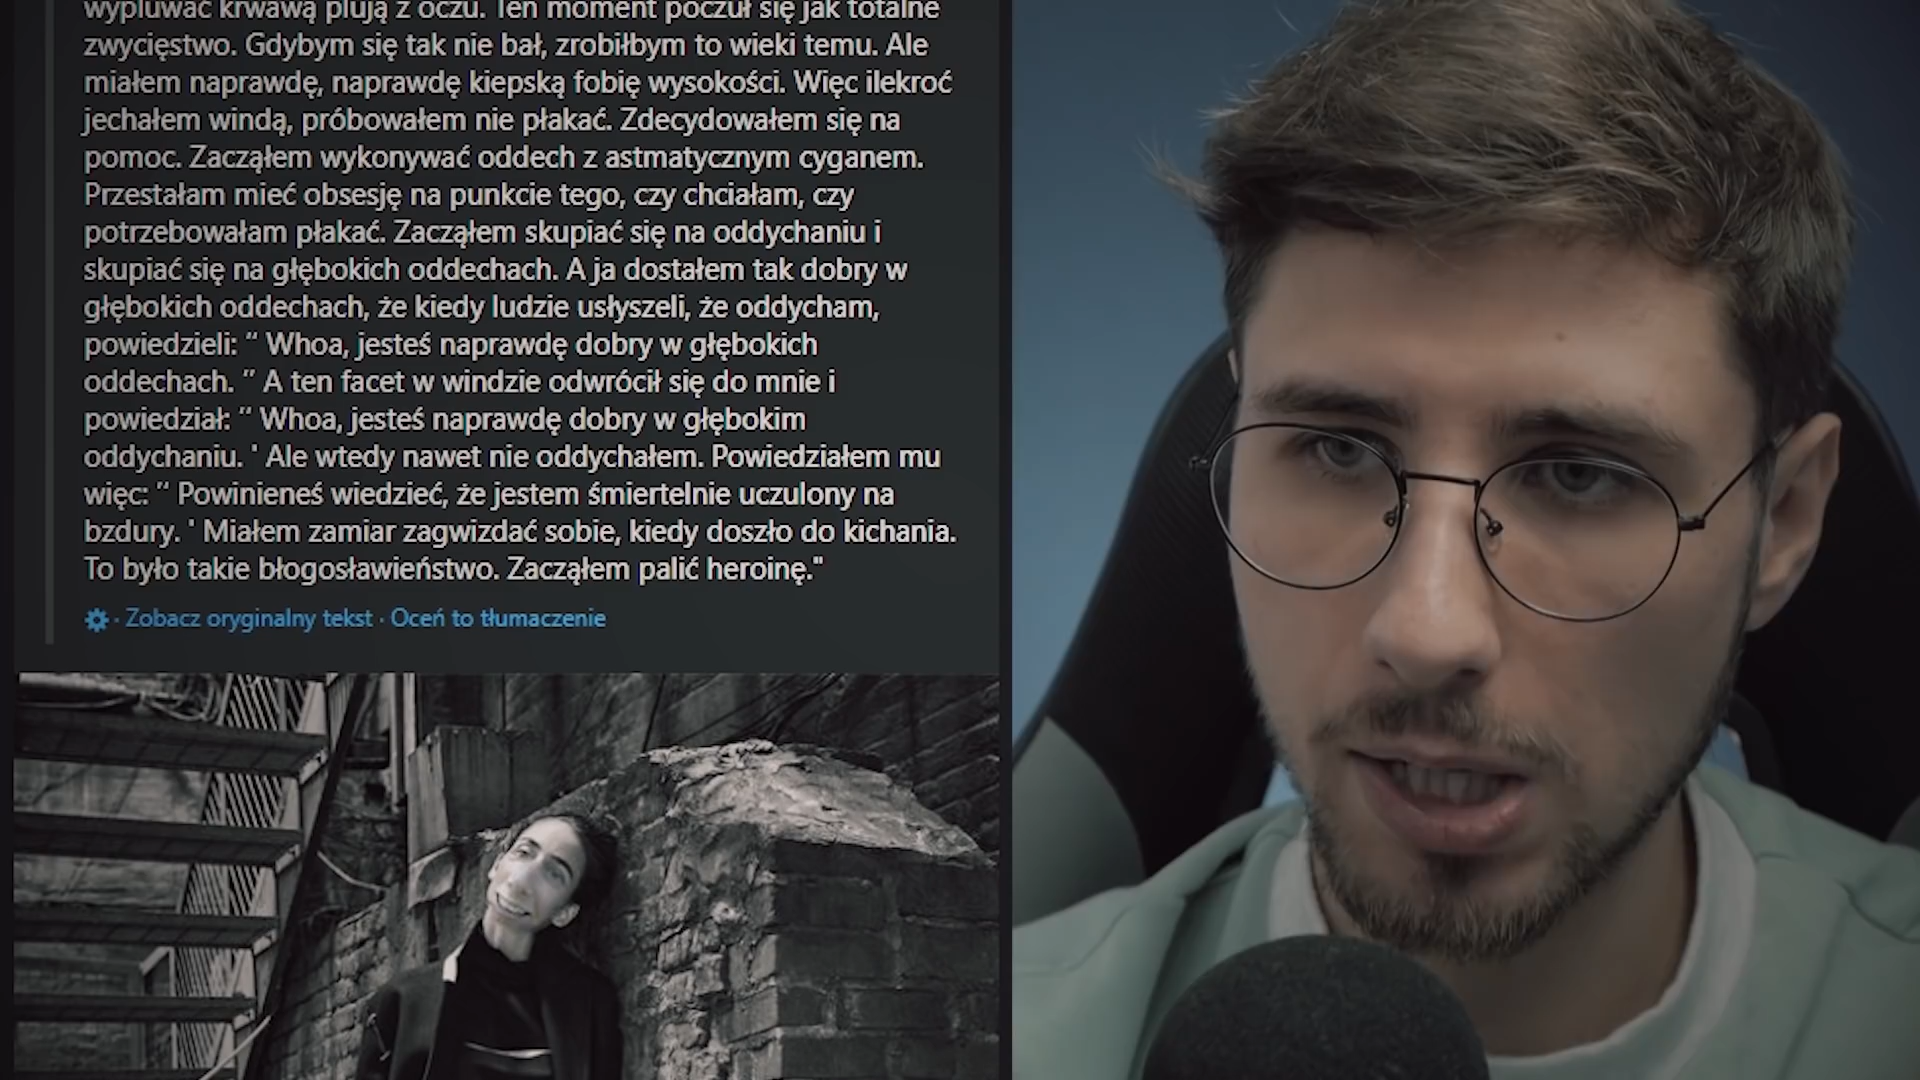 wypluwać krwawą plują z oczu. Ten moment poczuł się jak totalne
zwycięstwo. Gdybym się tak nie bał, zrobiłbym to wieki temu. Ale
miałem naprawdę, naprawdę kiepską fobię wysokości. Więc ilekroć
jechałem windą, próbowałem nie płakać. Zdecydowałem się na
pomoc. Zacząłem wykonywać oddech z astmatycznym cyganem.
Przestałam mieć obsesję na punkcie tego, czy chciałam, czy
potrzebowałam płakać. Zacząłem skupiać się na oddychaniu i
skupiać się na głębokich oddechach. A ja dostałem tak dobry w
głębokich oddechach, że kiedy ludzie usłyszeli, że oddycham,
powiedzieli: “ Whoa, jesteś naprawdę dobry w głębokich
oddechach. ” A ten facet w windzie odwrócił się do mnie i
powiedział: “ Whoa, jesteś naprawdę dobry w głębokim
oddychaniu. ' Ale wtedy nawet nie oddychałem. Powiedziałem mu
więc: “ Powinieneś wiedzieć, że jestem śmiertelnie uczulony na
bzdury. ' Miałem zamiar zagwizdać sobie, kiedy doszło do kichania.
To było takie błogosławieństwo. Zacząłem palić heroinę."
· Zobacz oryginalny tekst · Oceń to tłumaczenie